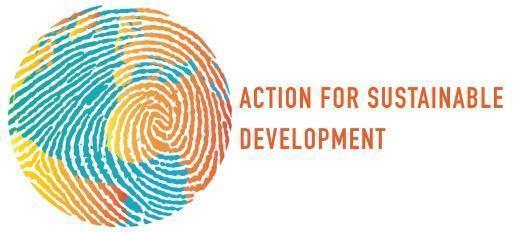 ACTION FOR SUSTAINABLE
DEVELOPMENT